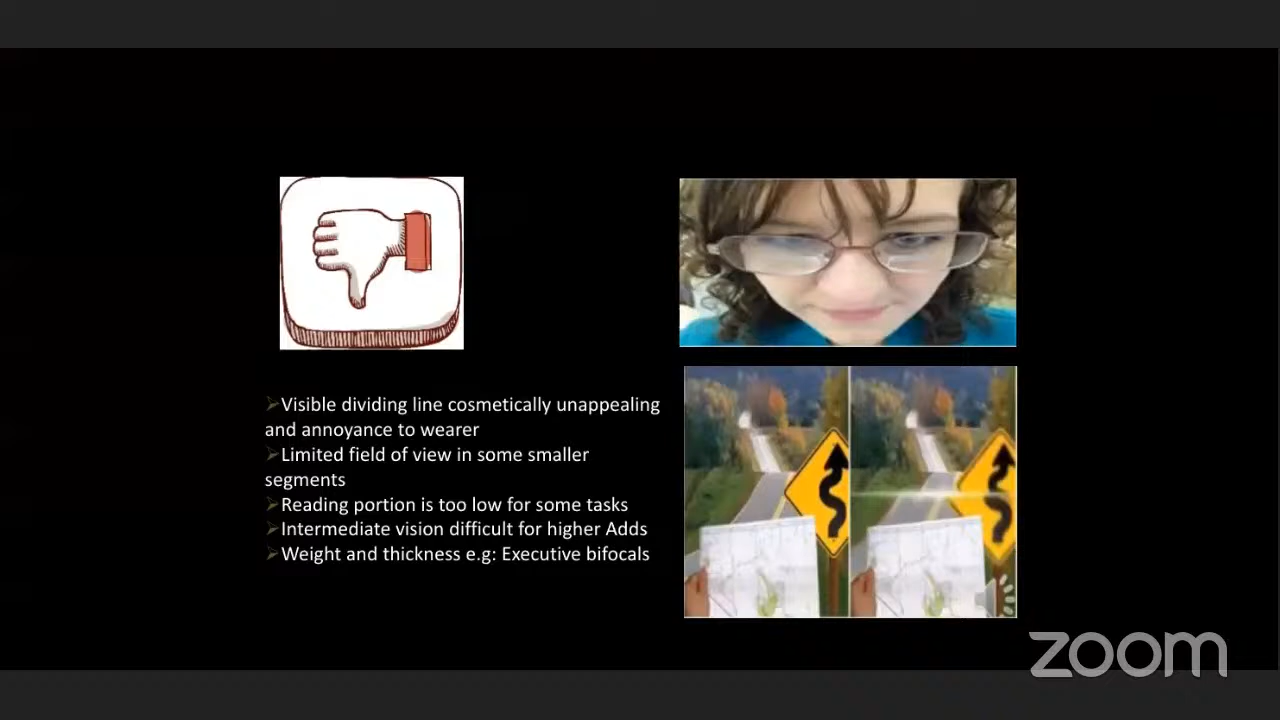 ➢Visible dividing line cosmetically unappealing
and annoyance to wearer
➢Limited field of view in some smaller
segments
➢Reading portion is too low for some tasks
➢Intermediate vision difficult for higher Adds
➢Weight and thickness e.g: Executive bifocals
zoom